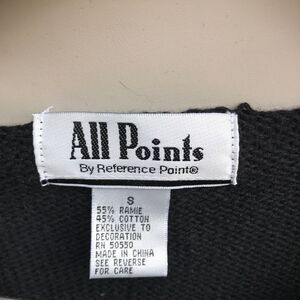 All Points
By Reference Point®
S
55% RAMIE
45% COTTON
EXCLUSIVE OF
DECORATION
RN 50550
MADE IN CHINA
SEE REVERSE
FOR CARE